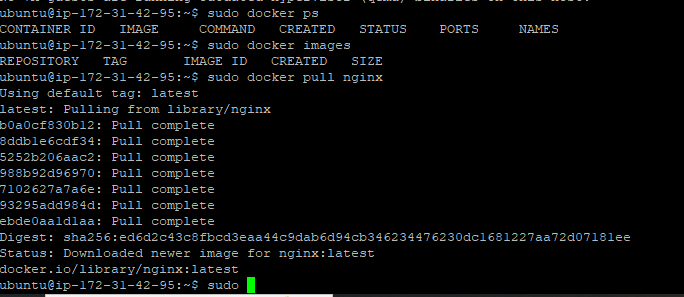 ubuntu@ip-172-31-42-95:~$ sudo docker ps
CONTAINER ID   IMAGE     COMMAND   CREATED   STATUS    PORTS     NAMES
ubuntu@ip-172-31-42-95:~$ sudo docker images
REPOSITORY   TAG       IMAGE ID   CREATED   SIZE
ubuntu@ip-172-31-42-95:~$ sudo docker pull nginx
Using default tag: latest
latest: Pulling from library/nginx
b0a0cf830b12: Pull complete
8ddb1e6cdf34: Pull complete
5252b206aac2: Pull complete
988b92d96970: Pull complete
7102627a7a6e: Pull complete
93295add984d: Pull complete
ebde0aa1d1aa: Pull complete
Digest: sha256:ed6d2c43c8fbcd3eaa44c9dab6d94cb346234476230dc1681227aa72d07181ee
Status: Downloaded newer image for nginx:latest
docker.io/library/nginx:latest
ubuntu@ip-172-31-42-95:~$ sudo